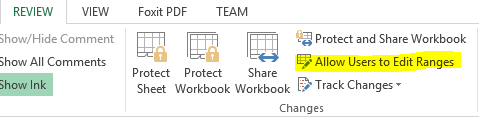 REVIEW VIEW Foxit PDF TEAM
Show/Hide Comment
Show All Comments
Show Ink
Protect Sheet
Protect Workbook
Share Workbook
Protect and Share Workbook
Allow Users to Edit Ranges
Track Changes
Changes